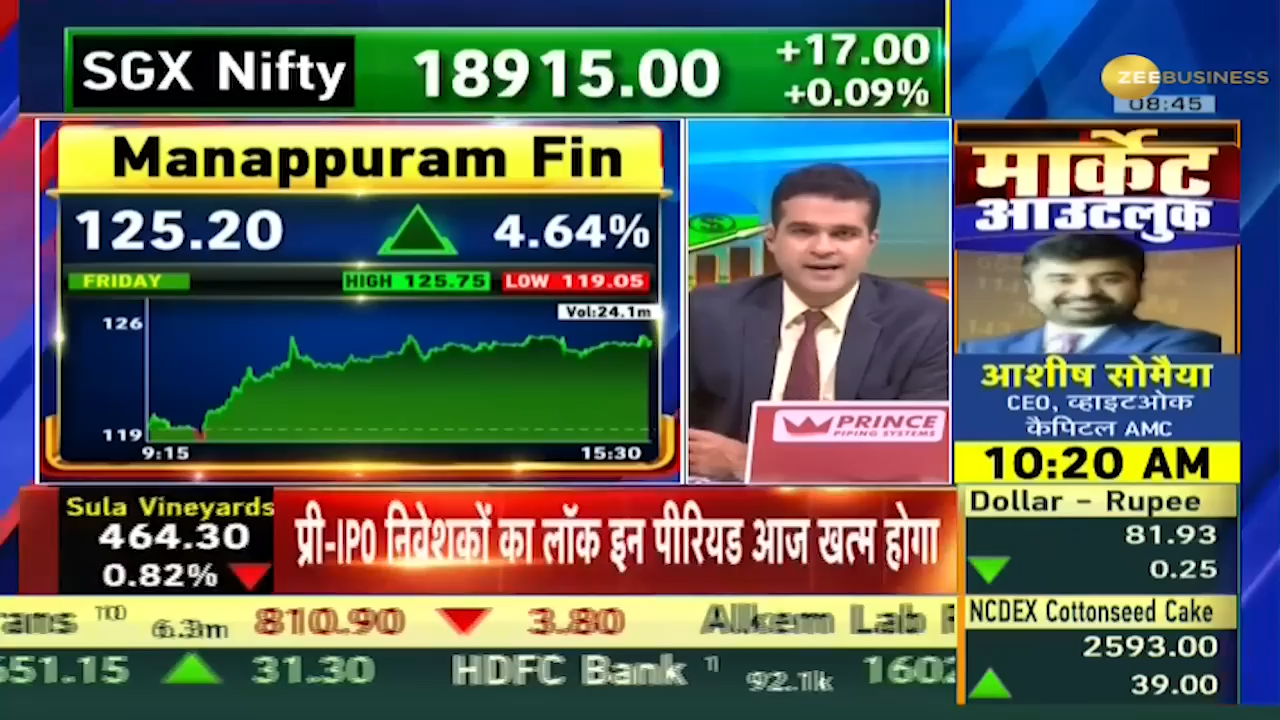 SGX Nifty
18915.00
+17.00
+0.09%
ZEEBUSINESS
08:45
Manappuram Fin
125.20
4.64%
FRIDAY
HIGH 125.75
LOW 119.05
Vol:24.1m
126
119
9:15
15:30
PRINCE
PIPING SYSTEMS
मार्केट
आउटलुक
आशीष सोमैया
CEO, व्हाइटओक
कैपिटल AMC
10:20 AM
Sula Vineyards
464.30
0.82%
प्री-IPO निवेशकों का लॉक इन पीरियड आज खत्म होगा
Dollar - Rupee
81.93
0.25
NCDEX Cottonseed Cake
2593.00
39.00
rans 6.3m 810.90 3.80 Alkem Lab
551.15 31.30 HDFC Bank 92.1k 1602